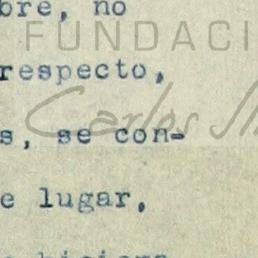 bre, no
FUNDACI
respecto,
Carlos
s, se con-
e lugar,